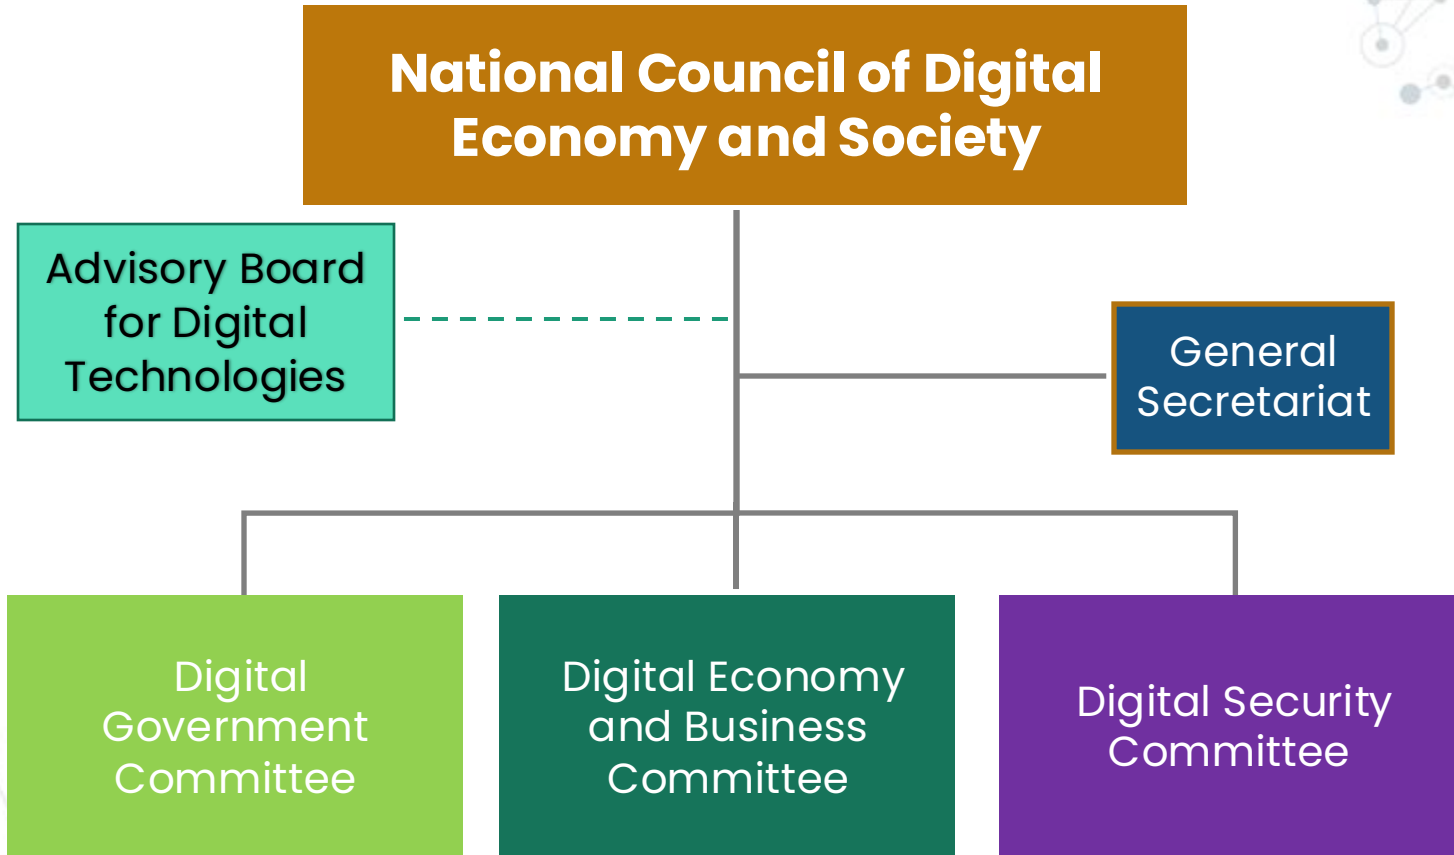 National Council of Digital
Economy and Society
Advisory Board
for Digital
Technologies
General
Secretariat
Digital
Government
Committee
Digital Economy
and Business
Committee
Digital Security
Committee